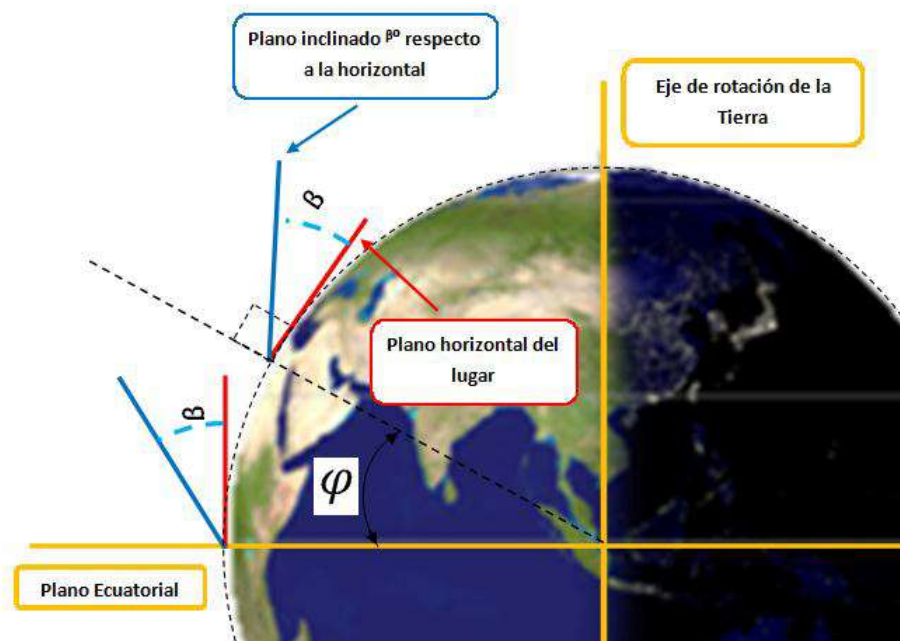 Plano inclinado βº respecto
a la horizontal
Eje de rotación de la
Tierra
β
Plano horizontal del
lugar
β
φ
Plano Ecuatorial